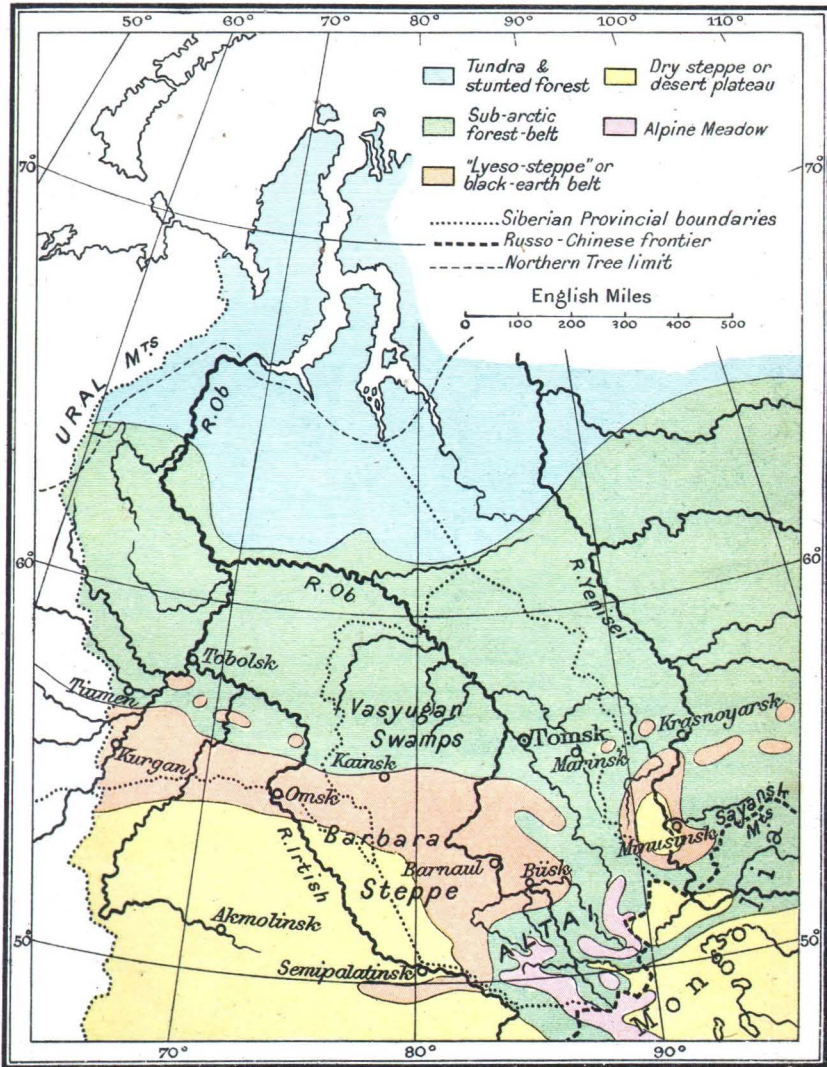 50° 60° 70° 80° 90° 100° 110°
Tundra &
stunted forest
Dry steppe or
desert plateau
Sub-arctic
forest-belt
Alpine Meadow
"Lyeso-steppe" or
black-earth belt
Siberian Provincial boundaries
Russo-Chinese frontier
Northern Tree limit
English Miles
0 100 200 300 400 500
70° 70°
URAL MTS
R. Ob
60° 60°
R. Ob
R. Yenisei
Tobolsk
Tiumen
Vasyugan
Swamps
Tomsk
Krasnoyarsk
Kurgan
Kainsk
Marinsk
Omsk
Sayansk
Mts
Barbara
Minusinsk
R. Irtish
Barnaul
Büsk
Steppe
Akmolinsk
ALTAI
50° 50°
Semipalatinsk
Mongolia
70° 80° 90°